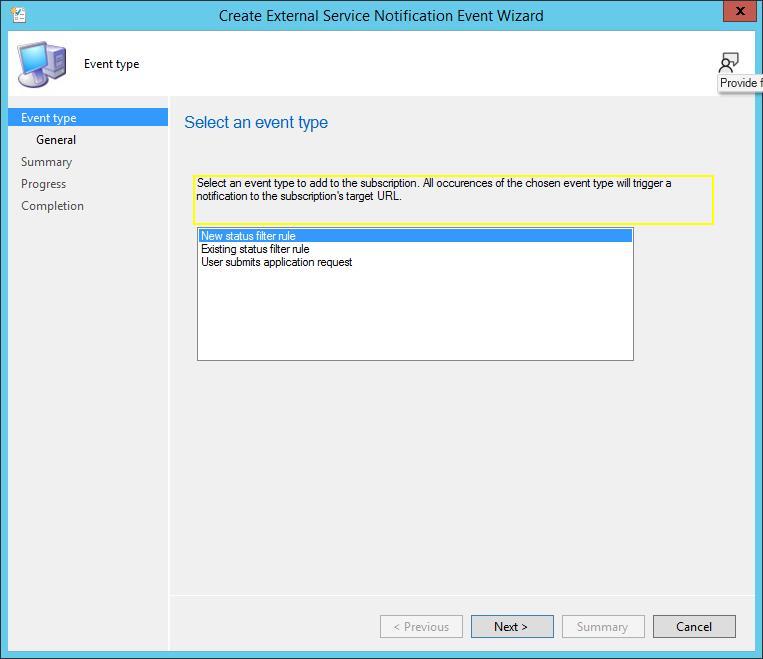 Create External Service Notification Event Wizard
X
Event type
Provide f
Event type
General
Summary
Progress
Completion
Select an event type
Select an event type to add to the subscription. All occurences of the chosen event type will trigger a
notification to the subscription's target URL.
New status filter rule
Existing status filter rule
User submits application request
< Previous
Next >
Summary
Cancel